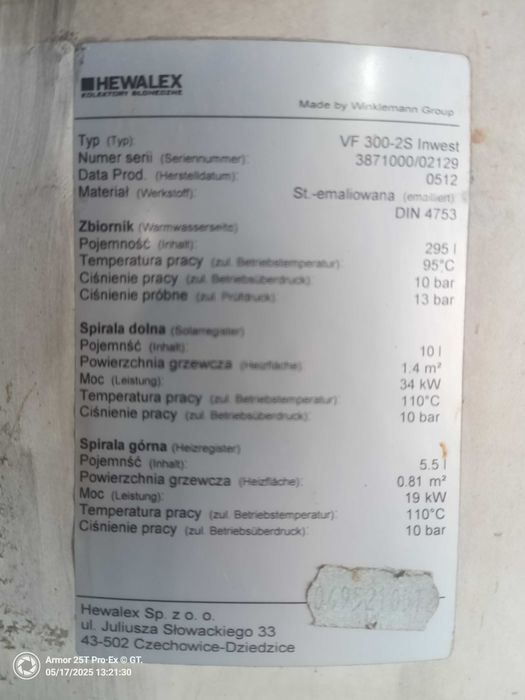 HEWALEX
KOLEKTORY SŁONECZNE
Made by Winklemann Group
Typ (Typ): VF 300-2S Inwest
Numer serii (Seriennummer): 3871000/02129
Data Prod. (Herstelldatum): 0512
Materiał (Werkstoff): St.-emaliowana (emailiert)
DIN 4753
Zbiornik (Warmwasserseite)
Pojemność (Inhalt): 295 l
Temperatura pracy (zul. Betriebstemperatur): 95°C
Ciśnienie pracy (zul. Betriebsüberdruck): 10 bar
Ciśnienie próbne (zul. Prüfdruck): 13 bar
Spirala dolna (Solarregister)
Pojemnść (Inhalt): 10 l
Powierzchnia grzewcza (Heizfläche): 1.4 m²
Moc (Leistung): 34 kW
Temperatura pracy (zul. Betriebstemperatur): 110°C
Ciśnienie pracy (zul. Betriebsüberdruck): 10 bar
Spirala górna (Heizregister)
Pojemnść (Inhalt): 5.5 l
Powierzchnia grzewcza (Heizfläche): 0.81 m²
Moc (Leistung): 19 kW
Temperatura pracy (zul. Betriebstemperatur): 110°C
Ciśnienie pracy (zul. Betriebsüberdruck): 10 bar
Hewalex Sp. z o. o.
ul. Juliusza Słowackiego 33
43-502 Czechowice-Dziedzice
Armor 25T Pro-Ex © GT.
05/17/2025 13:21:30